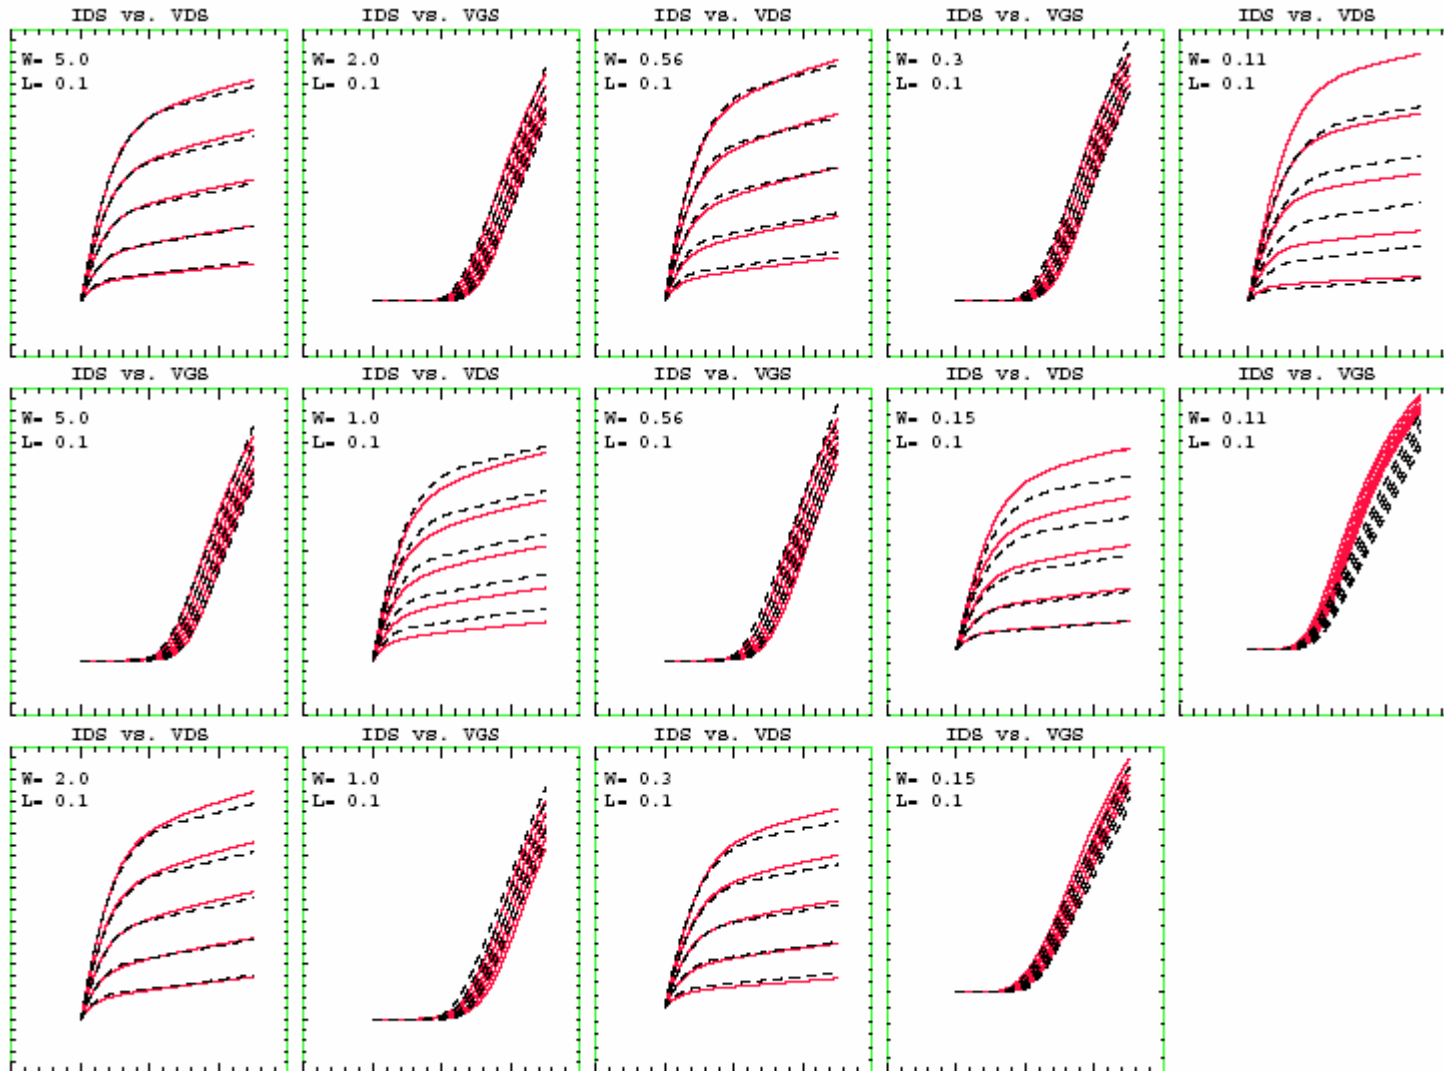 IDS vs. VDS
W= 5.0
L= 0.1
IDS vs. VGS
W= 2.0
L= 0.1
IDS vs. VDS
W= 0.56
L= 0.1
IDS vs. VGS
W= 0.3
L= 0.1
IDS vs. VDS
W= 0.11
L= 0.1
IDS vs. VGS
W= 5.0
L= 0.1
IDS vs. VDS
W= 1.0
L= 0.1
IDS vs. VGS
W= 0.56
L= 0.1
IDS vs. VDS
W= 0.15
L= 0.1
IDS vs. VGS
W= 0.11
L= 0.1
IDS vs. VDS
W= 2.0
L= 0.1
IDS vs. VGS
W= 1.0
L= 0.1
IDS vs. VDS
W= 0.3
L= 0.1
IDS vs. VGS
W= 0.15
L= 0.1